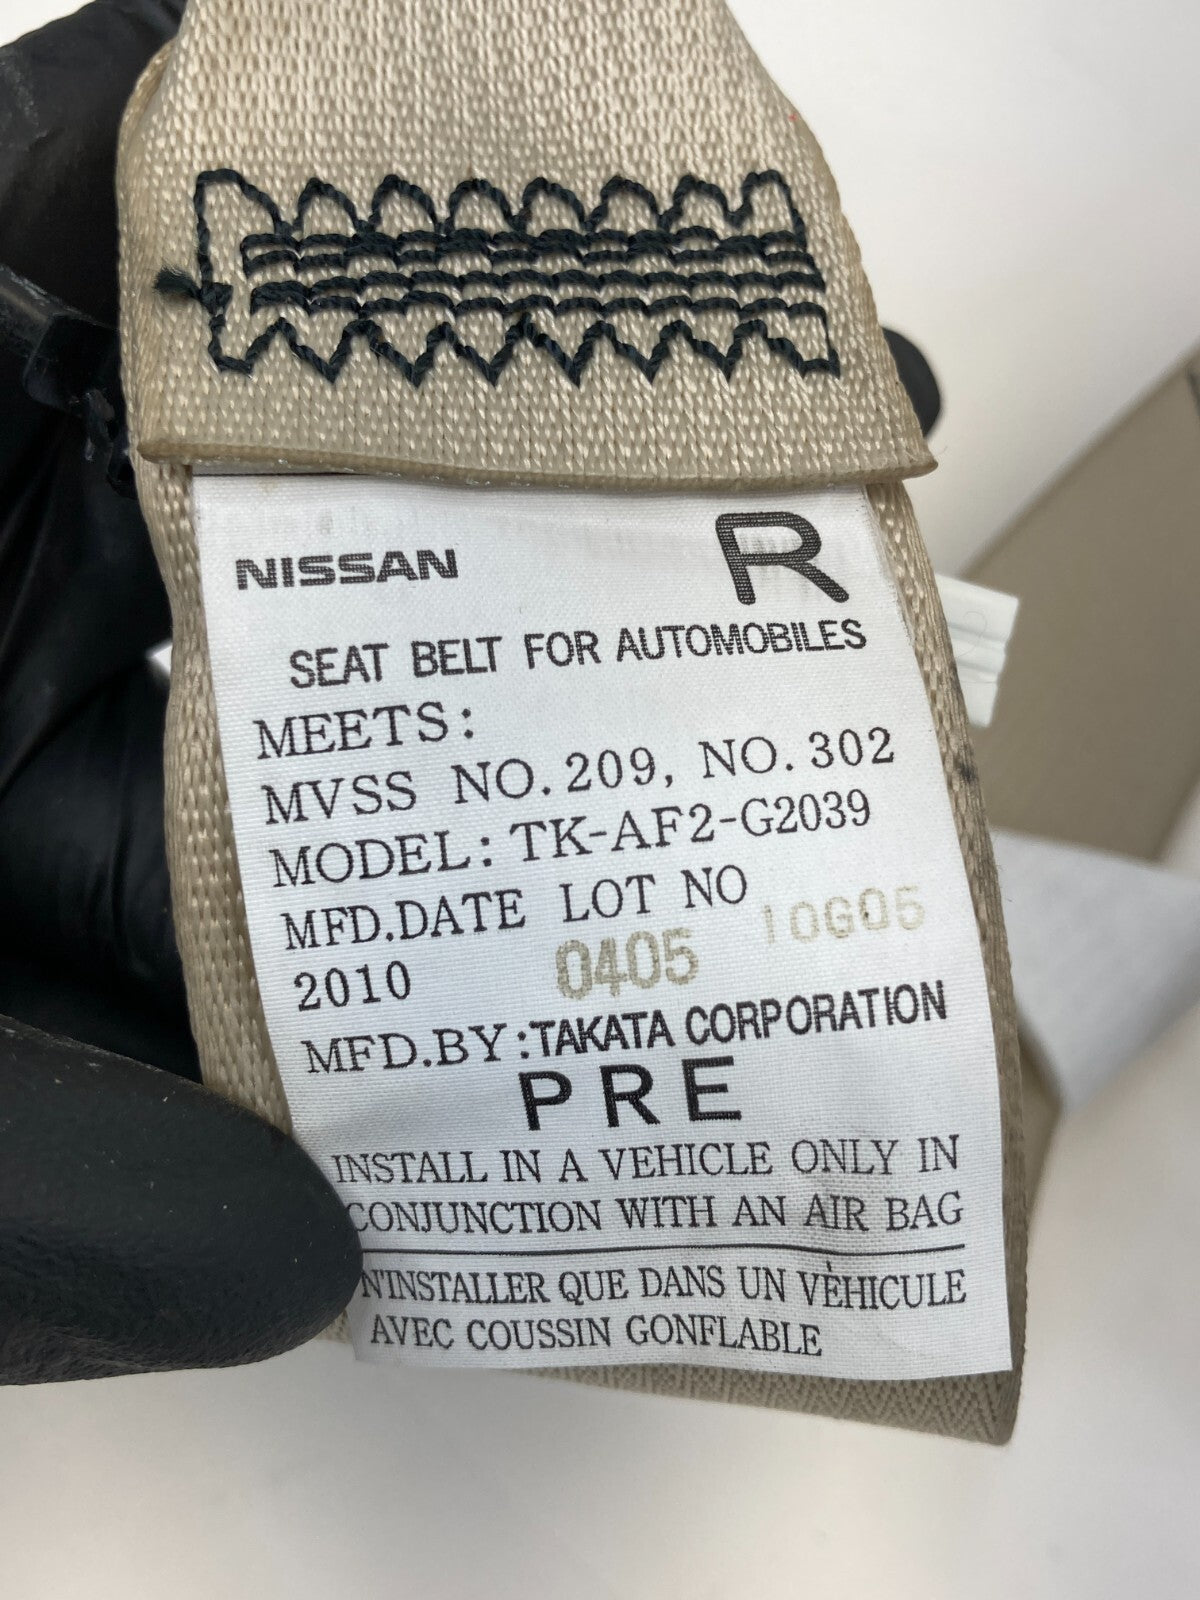 NISSAN R
SEAT BELT FOR AUTOMOBILES
MEETS:
MVSS NO. 209, NO. 302
MODEL: TK-AF2-G2039
MFD.DATE LOT NO
2010 0405 10G05
MFD.BY:TAKATA CORPORATION
PRE
INSTALL IN A VEHICLE ONLY IN
CONJUNCTION WITH AN AIR BAG
N'INSTALLER QUE DANS UN VÈHICULE
AVEC COUSSIN GONFLABLE